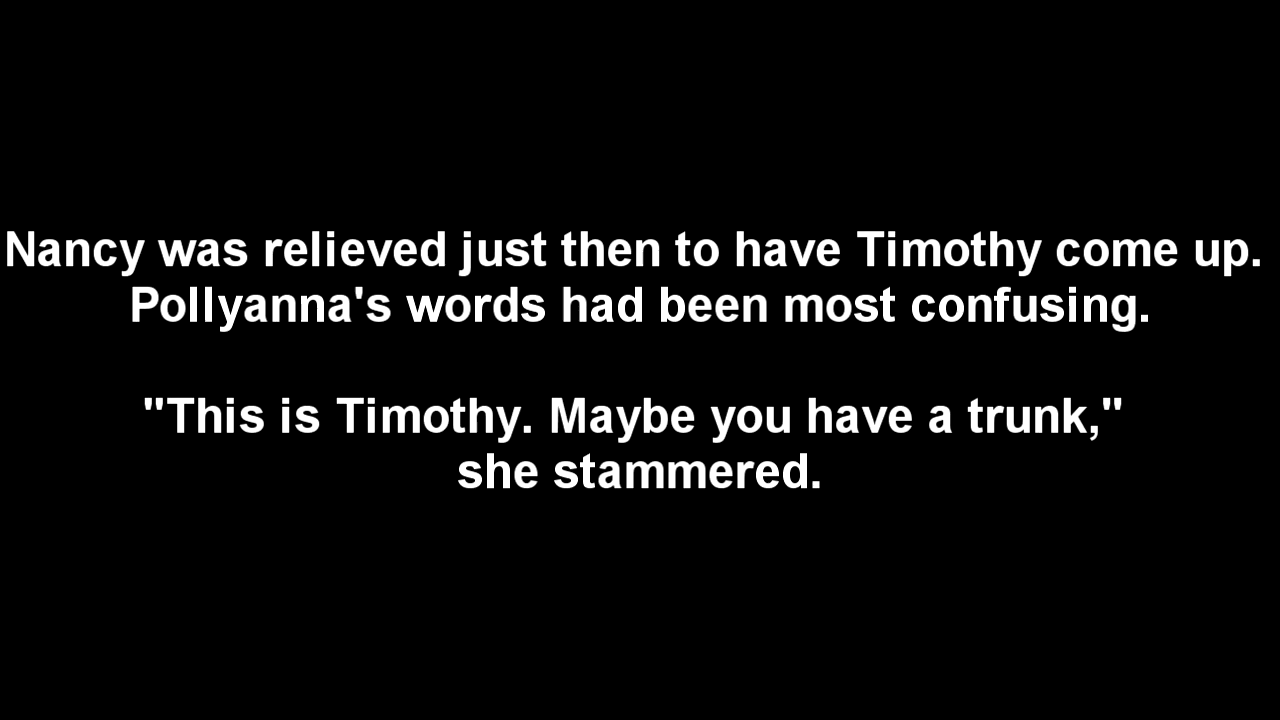 Nancy was relieved just then to have Timothy come up.
Pollyanna's words had been most confusing.
"This is Timothy. Maybe you have a trunk,"
she stammered.